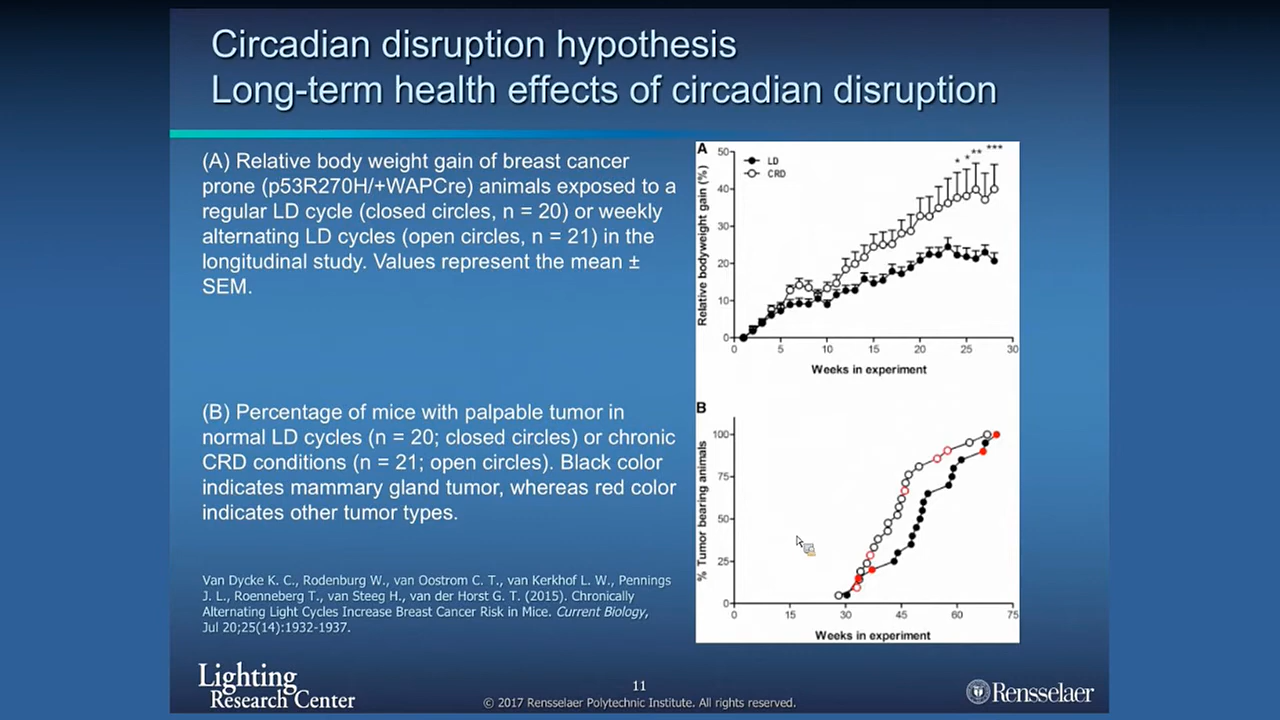 Circadian disruption hypothesis
Long-term health effects of circadian disruption
(A) Relative body weight gain of breast cancer
prone (p53R270H/+WAPCre) animals exposed to a
regular LD cycle (closed circles, n = 20) or weekly
alternating LD cycles (open circles, n = 21) in the
longitudinal study. Values represent the mean ±
SEM.
A
LD
CRD
* * ** ***
Relative bodyweight gain (%)
50
40
30
20
10
0
0 5 10 15 20 25 30
Weeks in experiment
(B) Percentage of mice with palpable tumor in
normal LD cycles (n = 20; closed circles) or chronic
CRD conditions (n = 21; open circles). Black color
indicates mammary gland tumor, whereas red color
indicates other tumor types.
B
% Tumor bearing animals
100
75
50
25
0
0 15 30 45 60 75
Weeks in experiment
Van Dycke K. C., Rodenburg W., van Oostrom C. T., van Kerkhof L. W., Pennings
J. L., Roenneberg T., van Steeg H., van der Horst G. T. (2015). Chronically
Alternating Light Cycles Increase Breast Cancer Risk in Mice. Current Biology,
Jul 20;25(14):1932-1937.
Lighting
Research Center
11
© 2017 Rensselaer Polytechnic Institute. All rights reserved.
Rensselaer